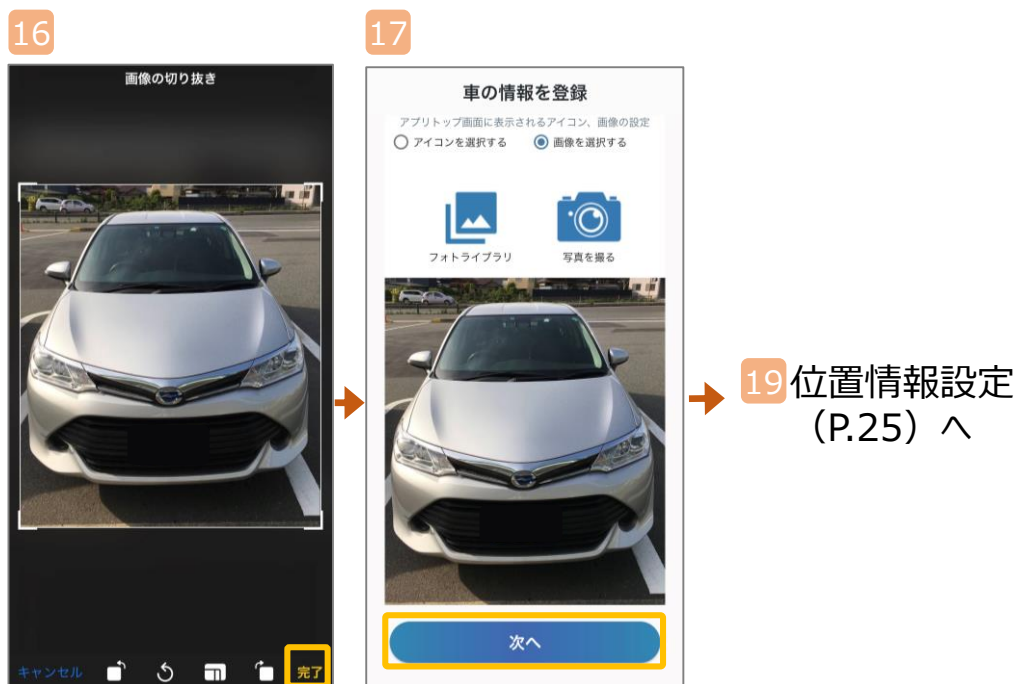 16
画像の切り抜き
キャンセル
完了
17
車の情報を登録
アプリトップ画面に表示されるアイコン、画像の設定
アイコンを選択する
画像を選択する
フォトライブラリ
写真を撮る
次へ
19 位置情報設定
（P.25）へ